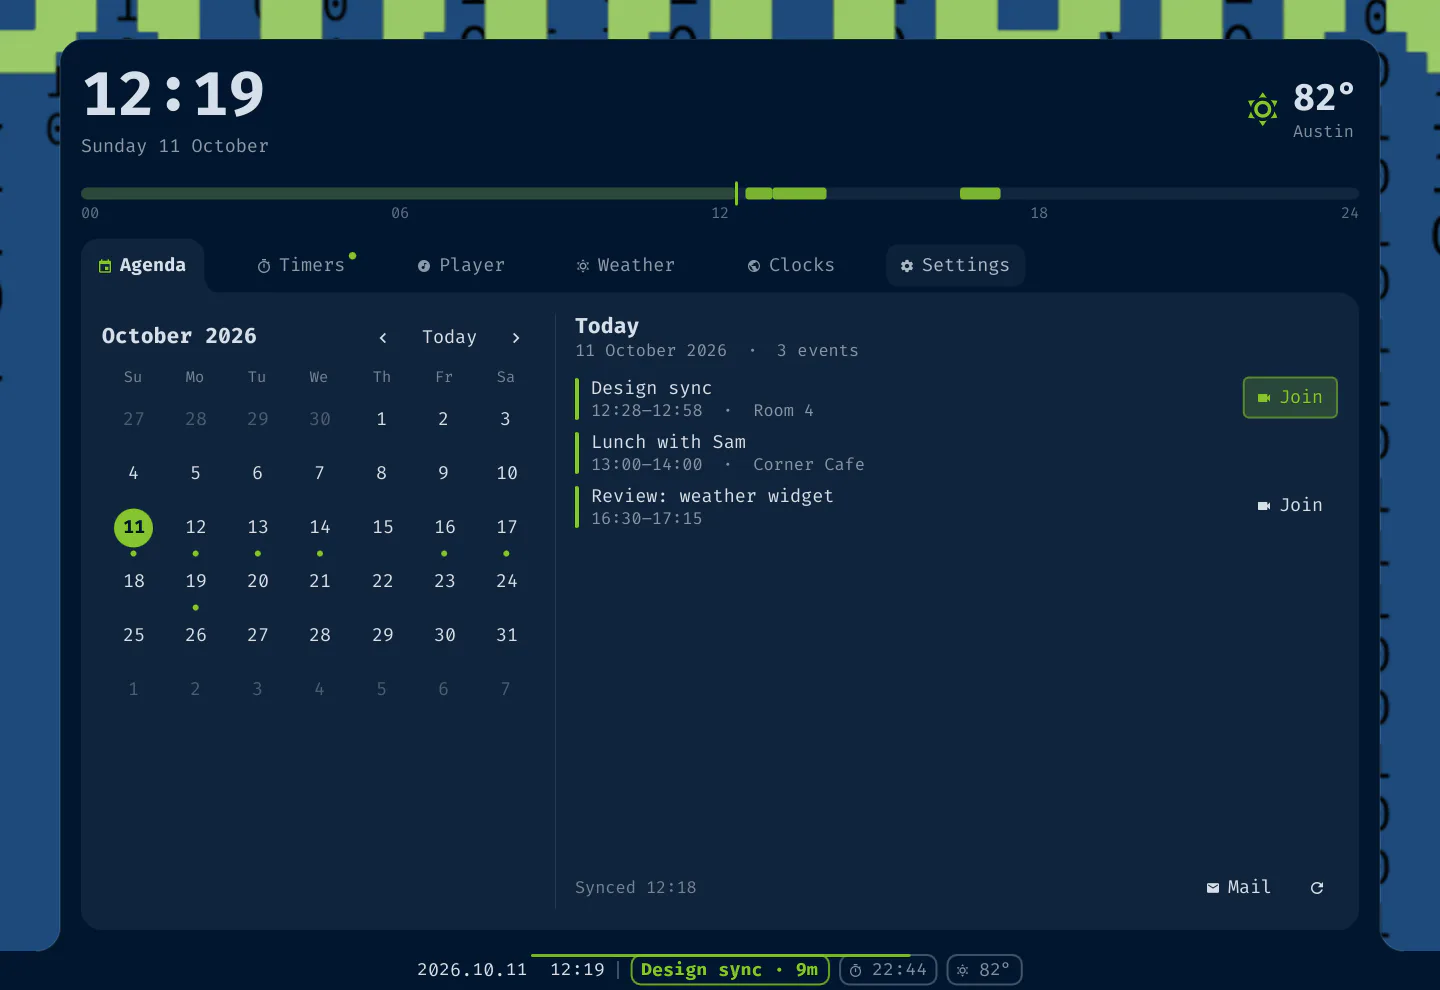 12:19
Sunday 11 October
82°
Austin
00 06 12 18 24
Agenda Timers Player Weather Clocks Settings
October 2026 ‹ Today ›
Su Mo Tu We Th Fr Sa
27 28 29 30 1 2 3
4 5 6 7 8 9 10
11 12 13 14 15 16 17
18 19 20 21 22 23 24
25 26 27 28 29 30 31
1 2 3 4 5 6 7
Today
11 October 2026 · 3 events
Design sync
12:28–12:58 · Room 4
Join
Lunch with Sam
13:00–14:00 · Corner Cafe
Review: weather widget
16:30–17:15
Join
Synced 12:18
Mail
2026.10.11 12:19 | Design sync · 9m 22:44 82°